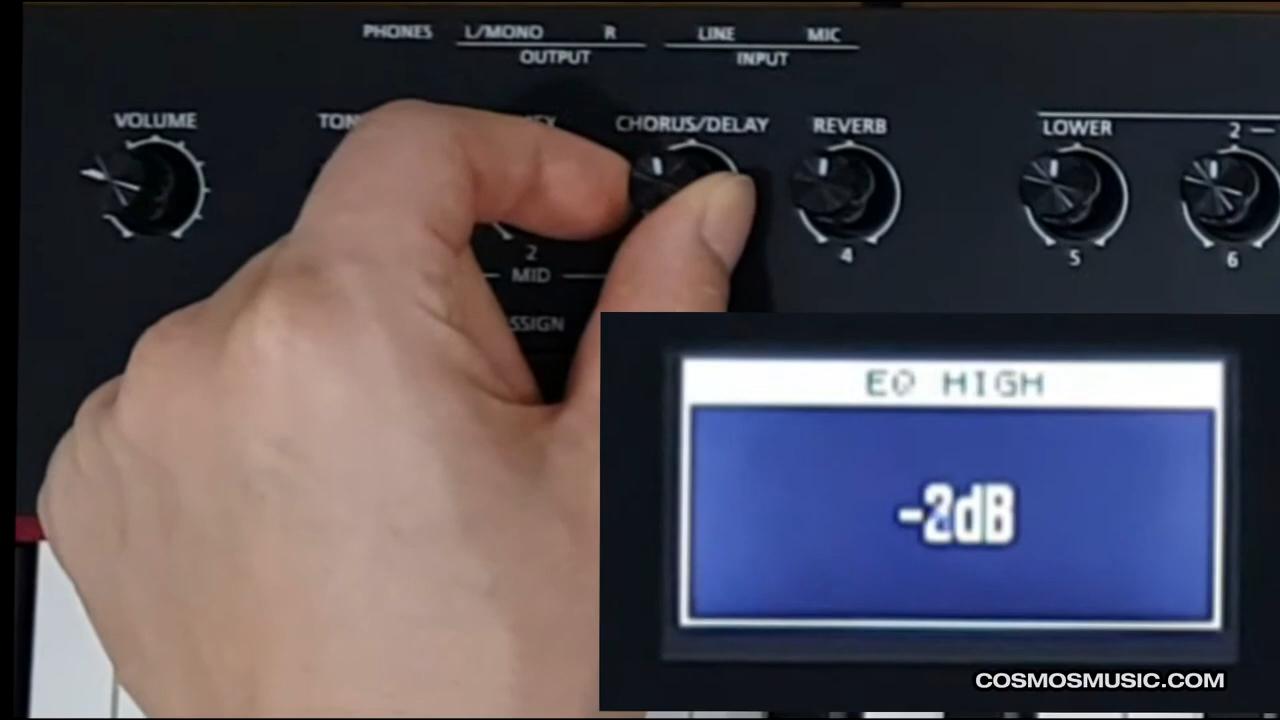 PHONES L/MONO R LINE MIC
OUTPUT INPUT
VOLUME CHORUS/DELAY REVERB LOWER 2
2 4 5 6
MID
EQ HIGH
-2dB
COSMOSMUSIC.COM